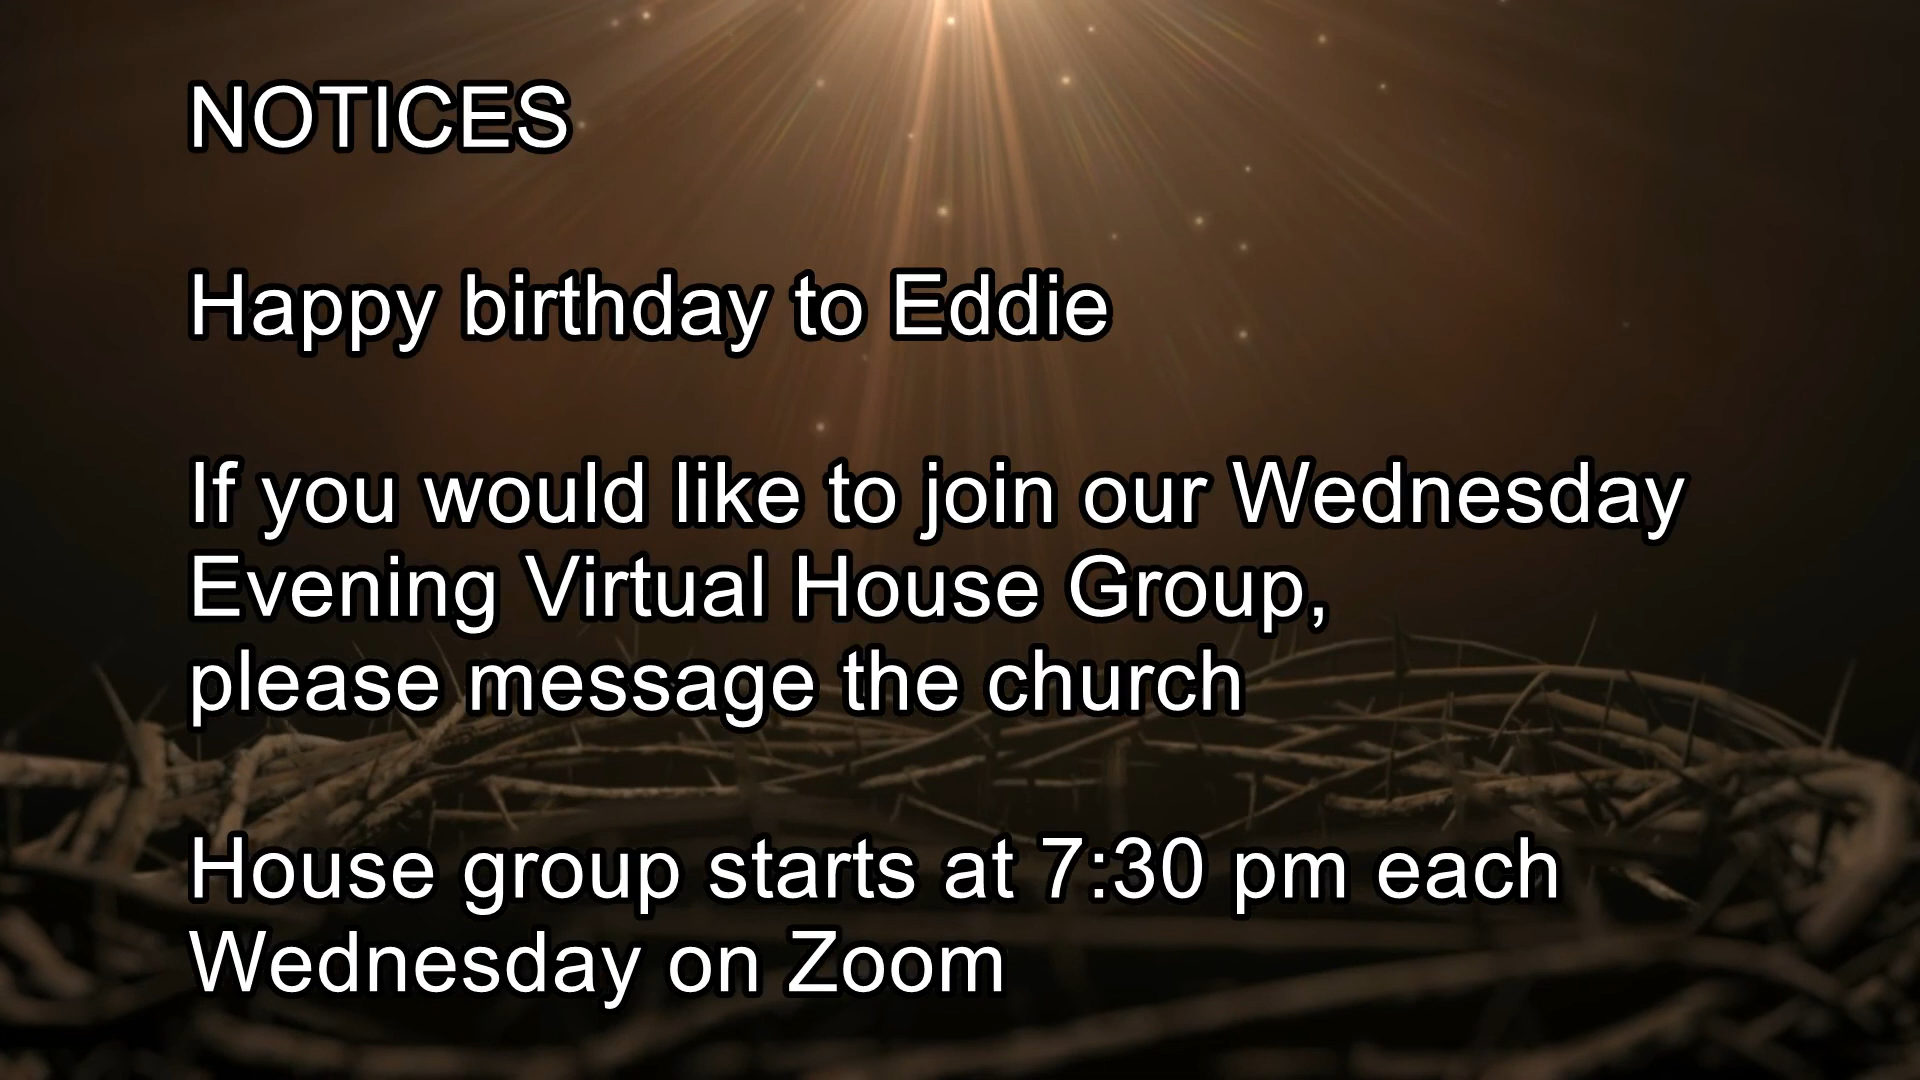 NOTICES
Happy birthday to Eddie
If you would like to join our Wednesday
Evening Virtual House Group,
please message the church
House group starts at 7:30 pm each
Wednesday on Zoom